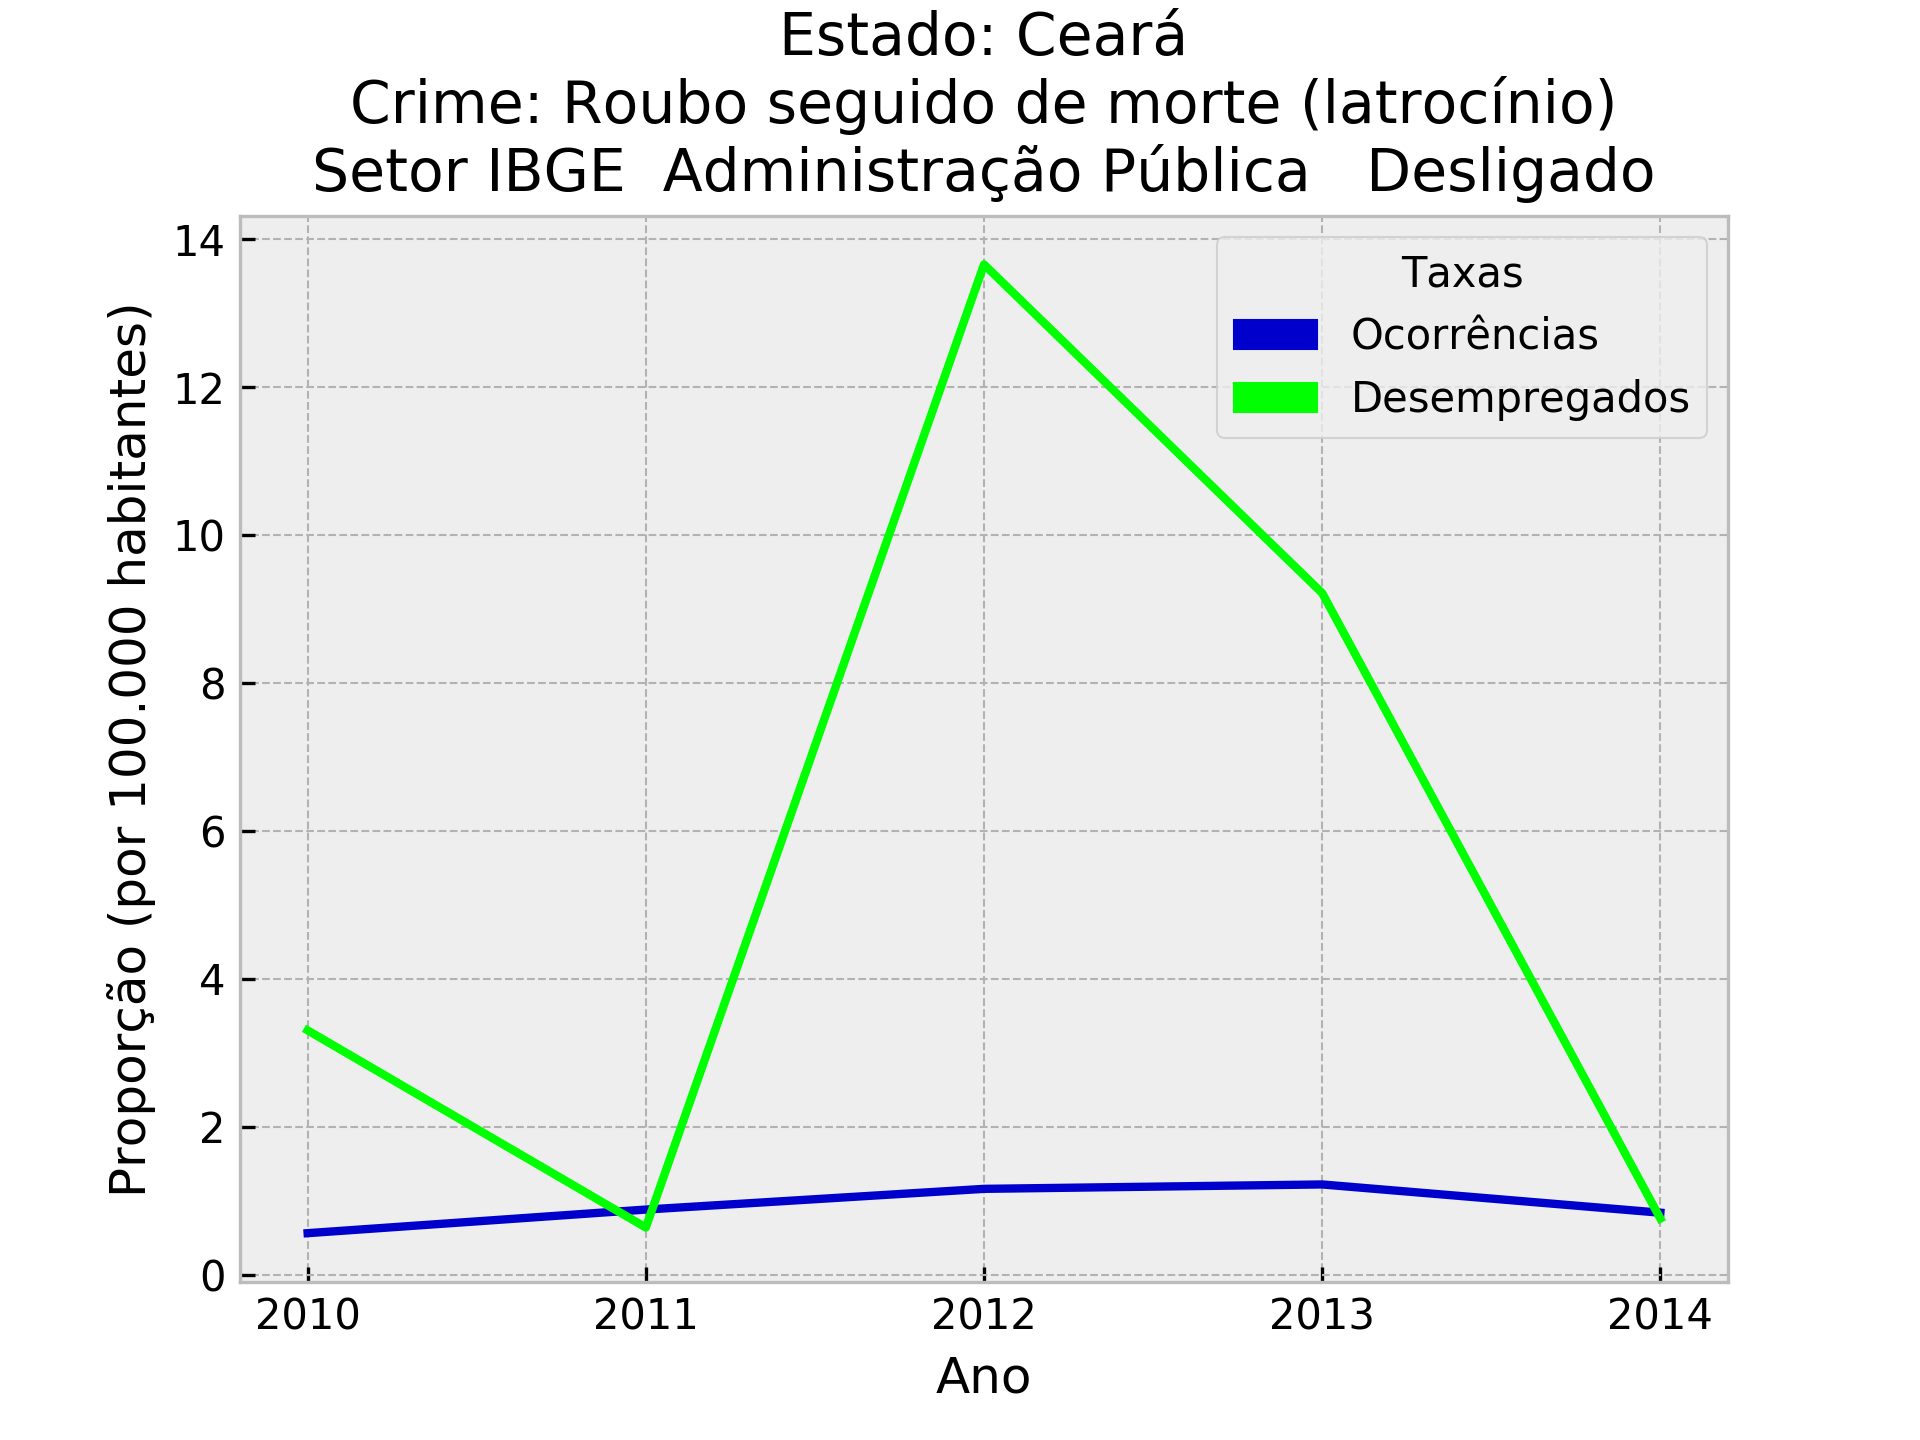 Estado: Ceará
Crime: Roubo seguido de morte (latrocínio)
Setor IBGE  Administração Pública   Desligado
Proporção (por 100.000 habitantes)
14
12
10
8
6
4
2
0
Taxas
Ocorrências
Desempregados
2010 2011 2012 2013 2014
Ano